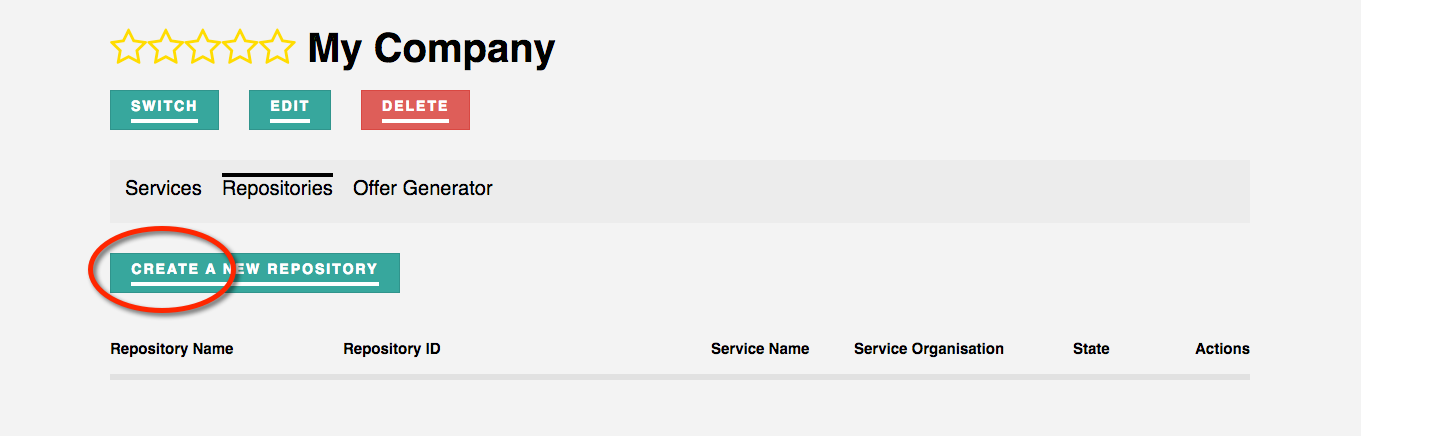 My Company
SWITCH EDIT DELETE
Services Repositories Offer Generator
CREATE A NEW REPOSITORY
Repository Name Repository ID Service Name Service Organisation State Actions